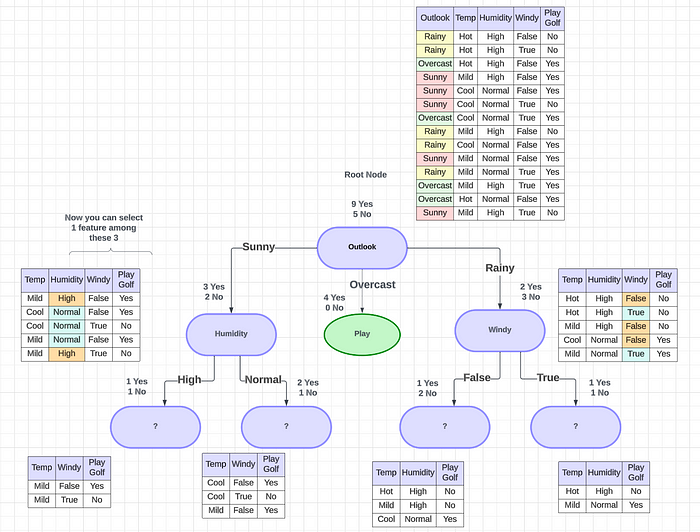 Outlook Temp Humidity Windy Play Golf
Rainy Hot High False No
Rainy Hot High True No
Overcast Hot High False Yes
Sunny Mild High False Yes
Sunny Cool Normal False Yes
Sunny Cool Normal True No
Overcast Cool Normal True Yes
Rainy Mild High False No
Rainy Cool Normal False Yes
Sunny Mild Normal False Yes
Rainy Mild Normal True Yes
Overcast Mild High True Yes
Overcast Hot Normal False Yes
Sunny Mild High True No
Root Node
9 Yes
5 No
Outlook
Now you can select
1 feature among
these 3
Sunny
Overcast
Rainy
Temp Humidity Windy Play Golf
Mild High False Yes
Cool Normal False Yes
Cool Normal True No
Mild Normal False Yes
Mild High True No
3 Yes
2 No
Humidity
4 Yes
0 No
Play
2 Yes
3 No
Windy
Temp Humidity Windy Play Golf
Hot High False No
Hot High True No
Mild High False No
Cool Normal False Yes
Mild Normal True Yes
High
Normal
False
True
1 Yes
1 No
?
2 Yes
1 No
?
1 Yes
2 No
?
1 Yes
1 No
?
Temp Windy Play Golf
Mild False Yes
Mild True No
Temp Windy Play Golf
Cool False Yes
Cool True No
Mild False Yes
Temp Humidity Play Golf
Hot High No
Mild High No
Cool Normal Yes
Temp Humidity Play Golf
Hot High No
Mild Normal Yes